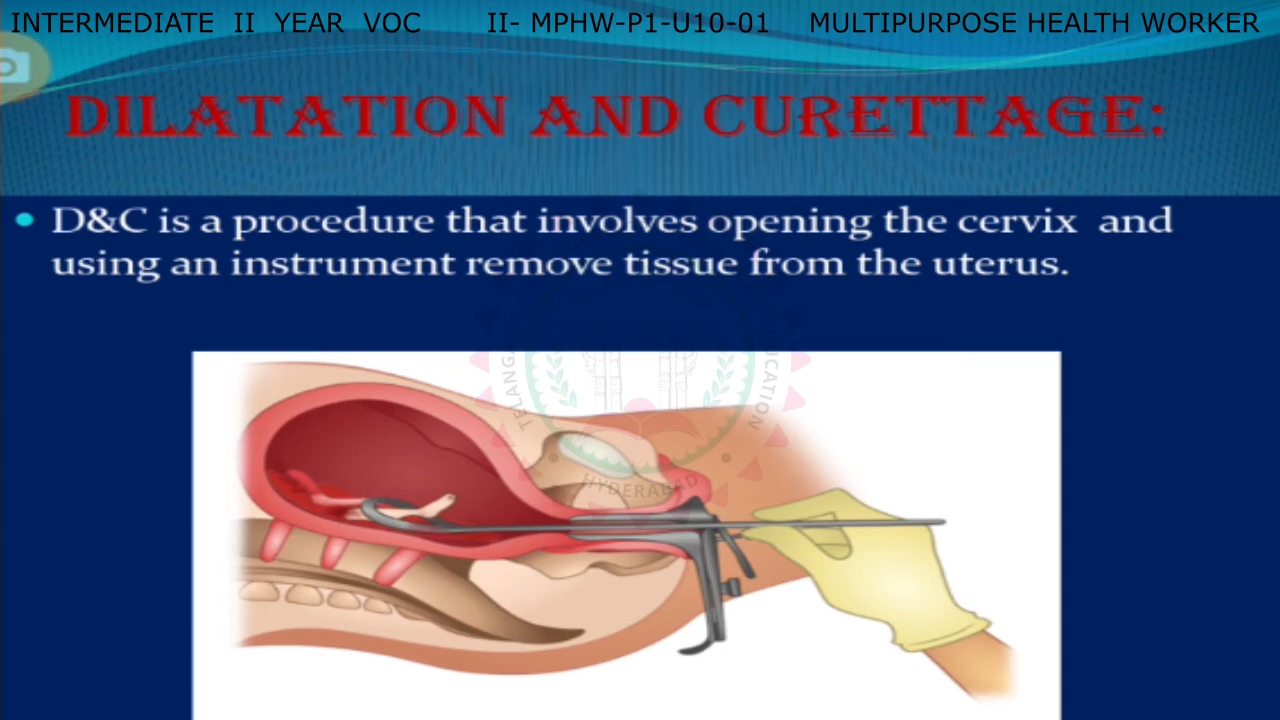 INTERMEDIATE II YEAR VOC II- MPHW-P1-U10-01 MULTIPURPOSE HEALTH WORKER
DILATATION AND CURETTAGE:
• D&C is a procedure that involves opening the cervix and
using an instrument remove tissue from the uterus.
HYDERABAD